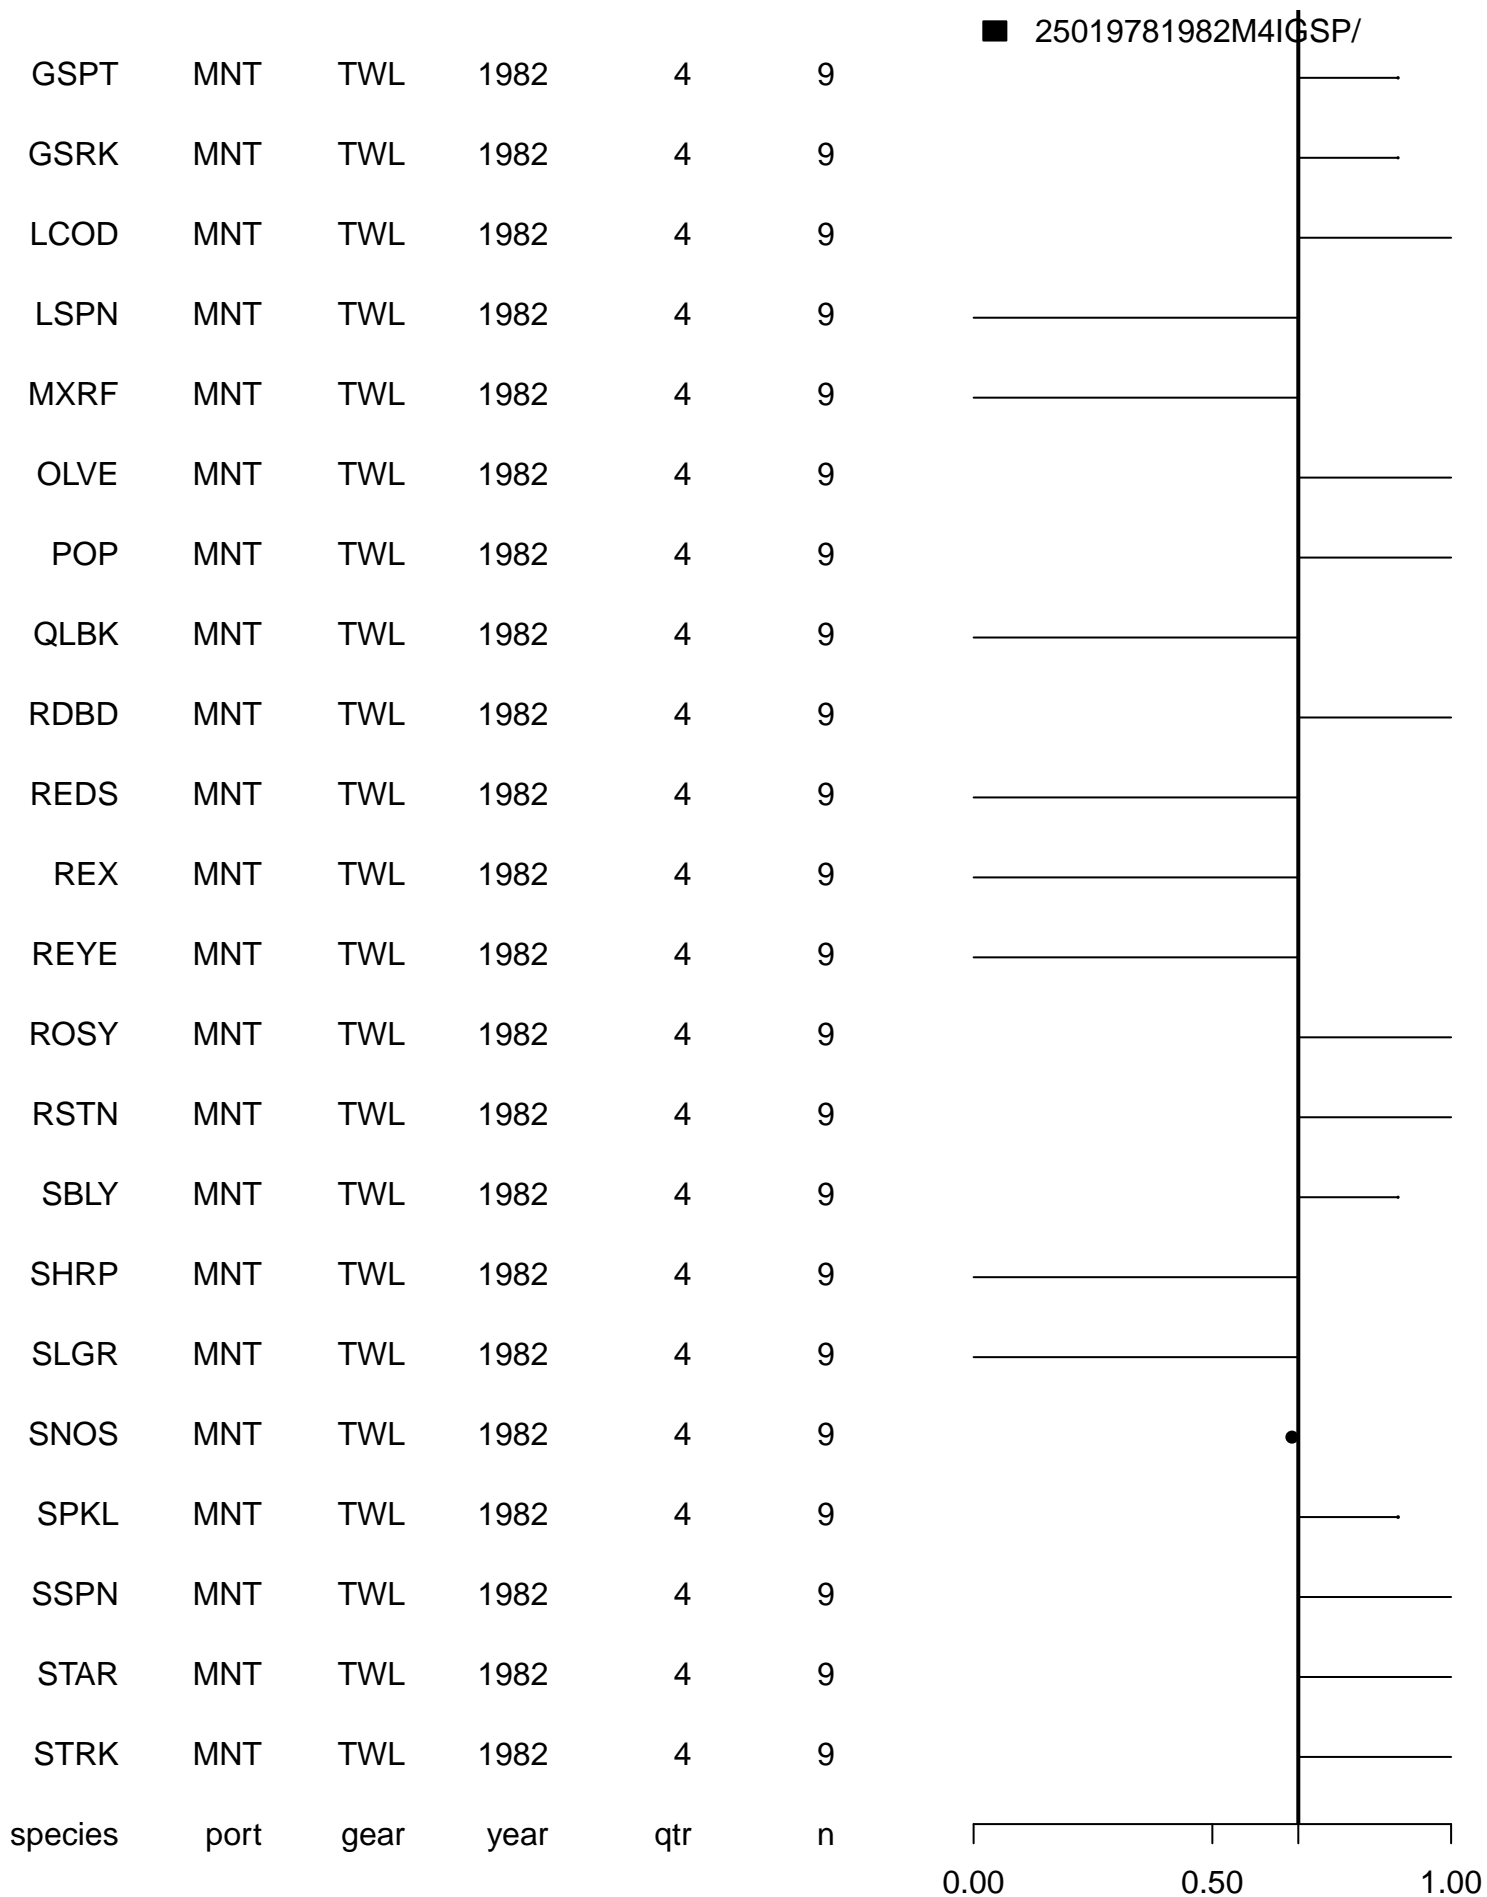 25019781982M4IGSP/
GSPT MNT TWL 1982 4 9
GSRK MNT TWL 1982 4 9
LCOD MNT TWL 1982 4 9
LSPN MNT TWL 1982 4 9
MXRF MNT TWL 1982 4 9
OLVE MNT TWL 1982 4 9
POP MNT TWL 1982 4 9
QLBK MNT TWL 1982 4 9
RDBD MNT TWL 1982 4 9
REDS MNT TWL 1982 4 9
REX MNT TWL 1982 4 9
REYE MNT TWL 1982 4 9
ROSY MNT TWL 1982 4 9
RSTN MNT TWL 1982 4 9
SBLY MNT TWL 1982 4 9
SHRP MNT TWL 1982 4 9
SLGR MNT TWL 1982 4 9
SNOS MNT TWL 1982 4 9
SPKL MNT TWL 1982 4 9
SSPN MNT TWL 1982 4 9
STAR MNT TWL 1982 4 9
STRK MNT TWL 1982 4 9
species port gear year qtr n
0.00 0.50 1.00